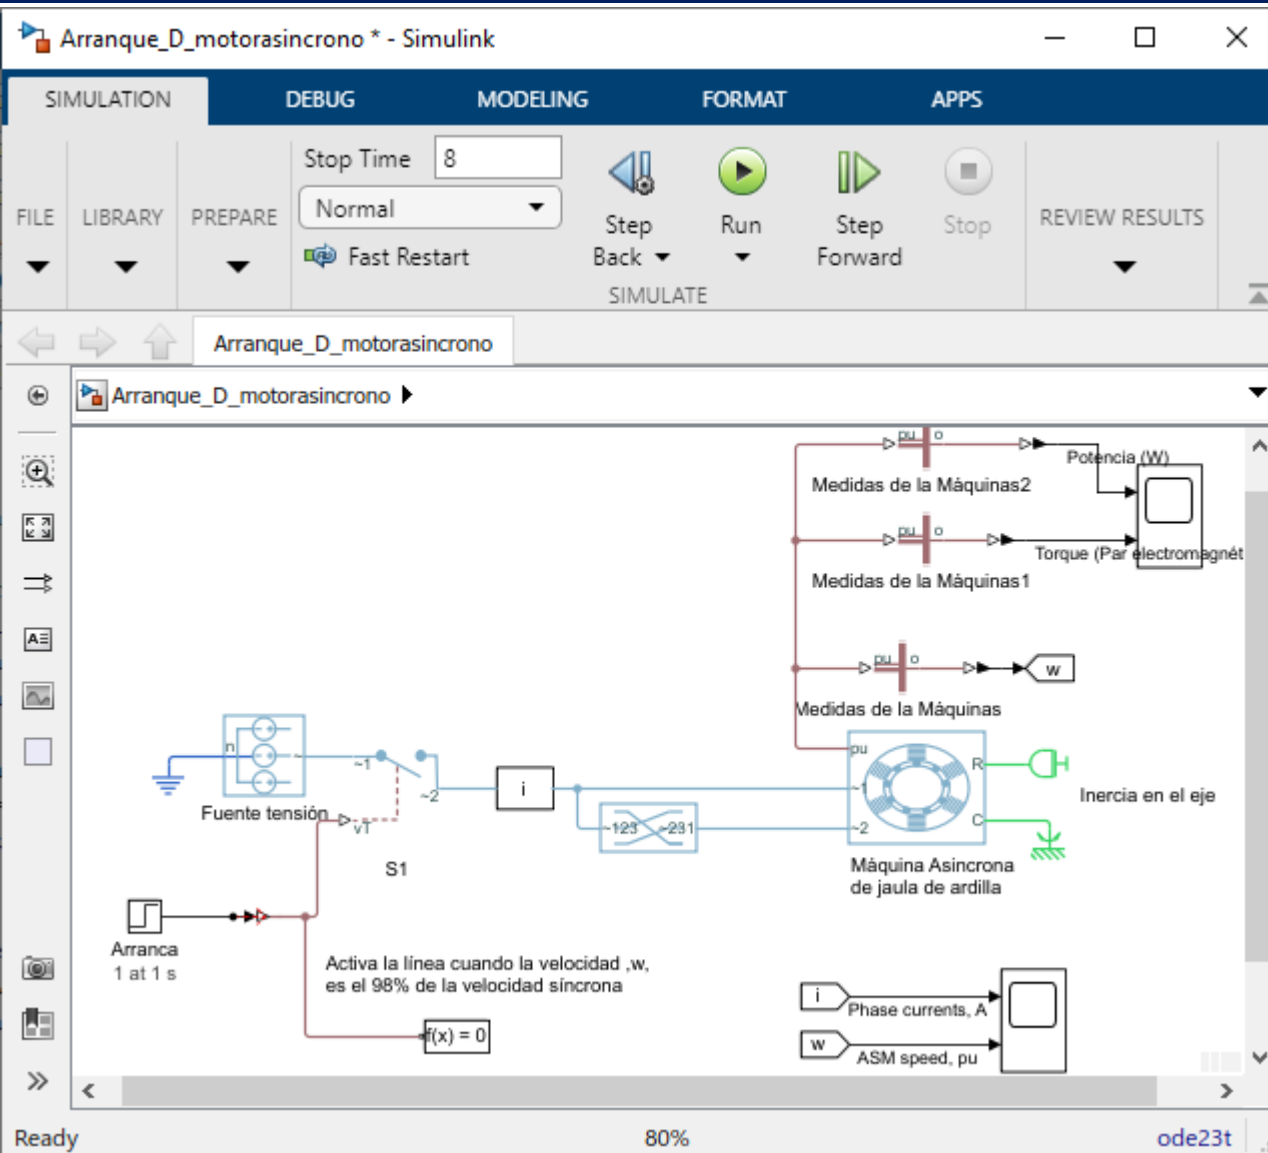 Arranque_D_motorasincrono * - Simulink
SIMULATION
DEBUG
MODELING
FORMAT
APPS
Stop Time
8
Normal
Fast Restart
FILE
LIBRARY
PREPARE
Step
Back
Run
Step
Forward
Stop
SIMULATE
REVIEW RESULTS
Arranque_D_motorasincrono
Arranque_D_motorasincrono
pu
o
Potencia (W)
Medidas de la Máquinas2
pu
o
Torque (Par electromagnét
Medidas de la Máquinas1
pu
o
w
Medidas de la Máquinas
n
~
~1
~2
vT
Fuente tensión
S1
i
~123
~231
pu
~1
~2
R
C
Inercia en el eje
Máquina Asincrona
de jaula de ardilla
Arranca
1 at 1 s
Activa la línea cuando la velocidad ,w,
es el 98% de la velocidad síncrona
f(x) = 0
i
Phase currents, A
w
ASM speed, pu
Ready
80%
ode23t